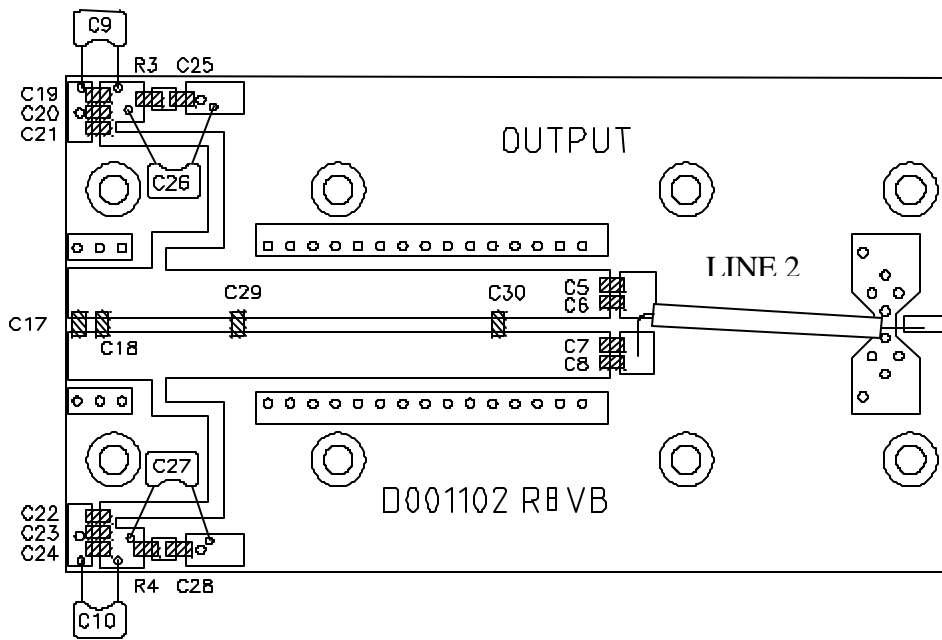 C9
R3 C25
C19
C20
C21
OUTPUT
C26
LINE 2
C5
C29 C30
C6
C17
C18
C7
C8
C27
D001102 R8 VB
C22
C23
C24
R4 C28
C10